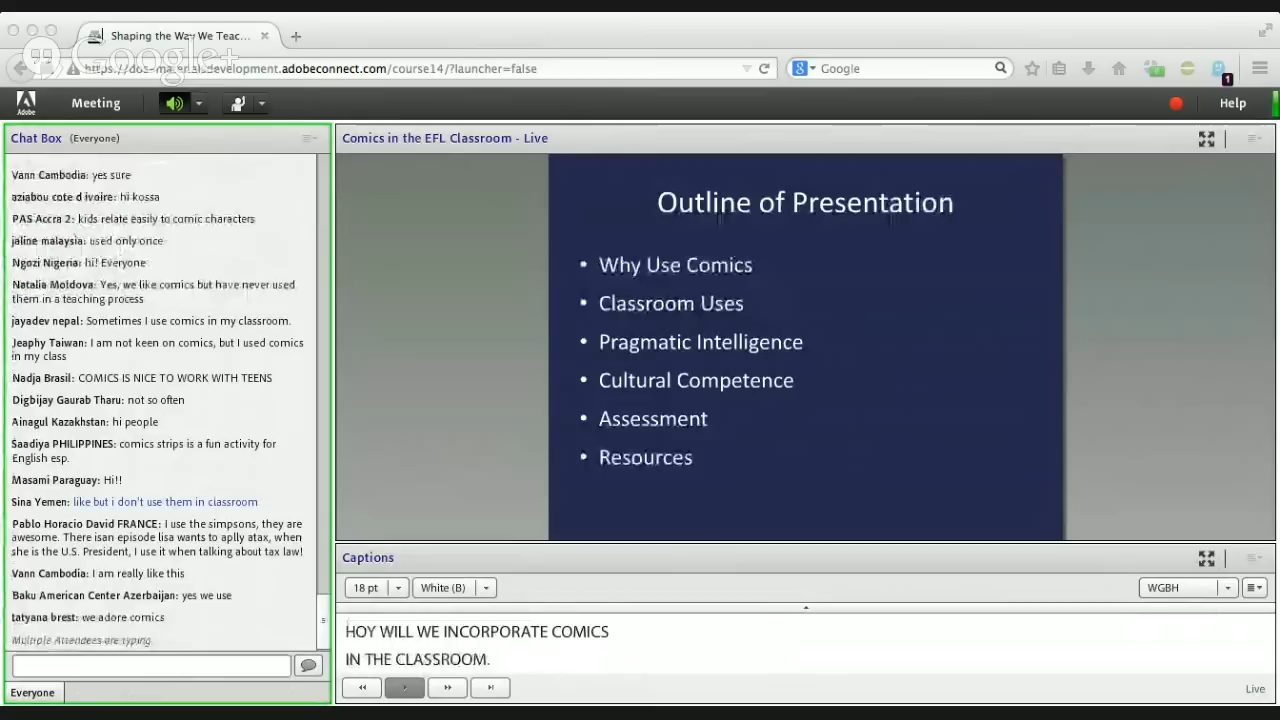 Shaping the Way We Teac...
Google+
adobeconnect.com/course14/?launcher=false
Google
1
Adobe
Meeting
Help
Chat Box (Everyone)
Vann Cambodia: yes sure
aziabou cote d ivoire: hi kossa
PAS Accra 2: kids relate easily to comic characters
jaline malaysia: used only once
Ngozi Nigeria: hi! Everyone
Natalia Moldova: Yes, we like comics but have never used
them in a teaching process
jayadev nepal: Sometimes I use comics in my classroom.
Jeaphy Taiwan: I am not keen on comics, but I used comics
in my class
Nadja Brasil: COMICS IS NICE TO WORK WITH TEENS
Digbijay Gaurab Tharu: not so often
Ainagul Kazakhstan: hi people
Saadiya PHILIPPINES: comics strips is a fun activity for
English esp.
Masami Paraguay: Hi!!
Sina Yemen: like but i don't use them in classroom
Pablo Horacio David FRANCE: I use the simpsons, they are
awesome. There isan episode lisa wants to aplly atax, when
she is the U.S. President, I use it when talking about tax law!
Vann Cambodia: I am really like this
Baku American Center Azerbaijan: yes we use
tatyana brest: we adore comics
Multiple Attendees are typing
Everyone
Comics in the EFL Classroom - Live
Outline of Presentation
• Why Use Comics
• Classroom Uses
• Pragmatic Intelligence
• Cultural Competence
• Assessment
• Resources
Captions
18 pt
White (B)
WGBH
HOY WILL WE INCORPORATE COMICS
IN THE CLASSROOM.
Live